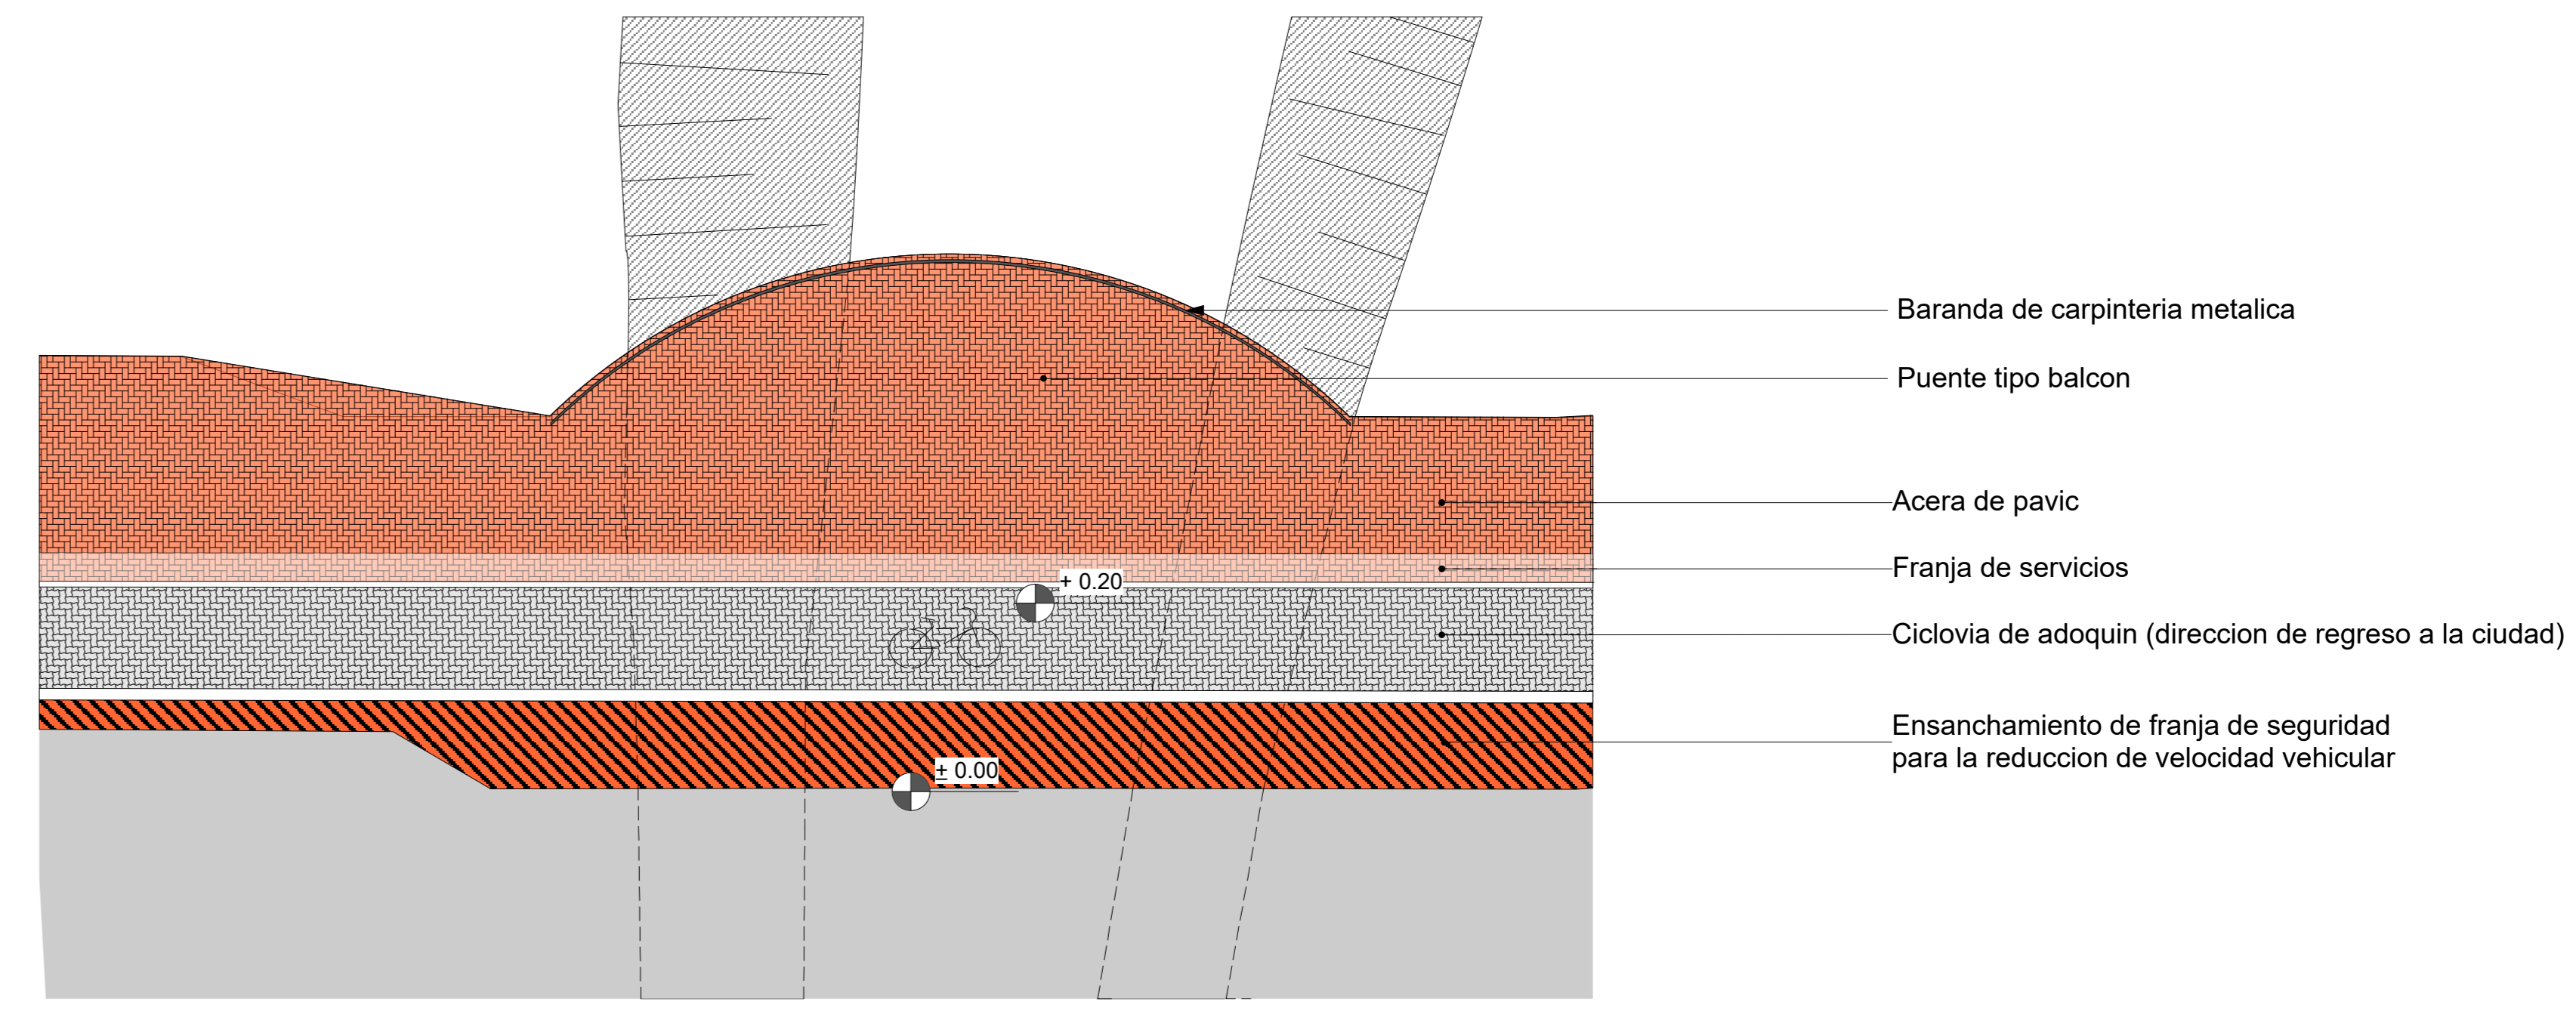 Baranda de carpinteria metalica
Puente tipo balcon
Acera de pavic
Franja de servicios
+ 0.20
Ciclovia de adoquin (direccion de regreso a la ciudad)
Ensanchamiento de franja de seguridad
para la reduccion de velocidad vehicular
± 0.00